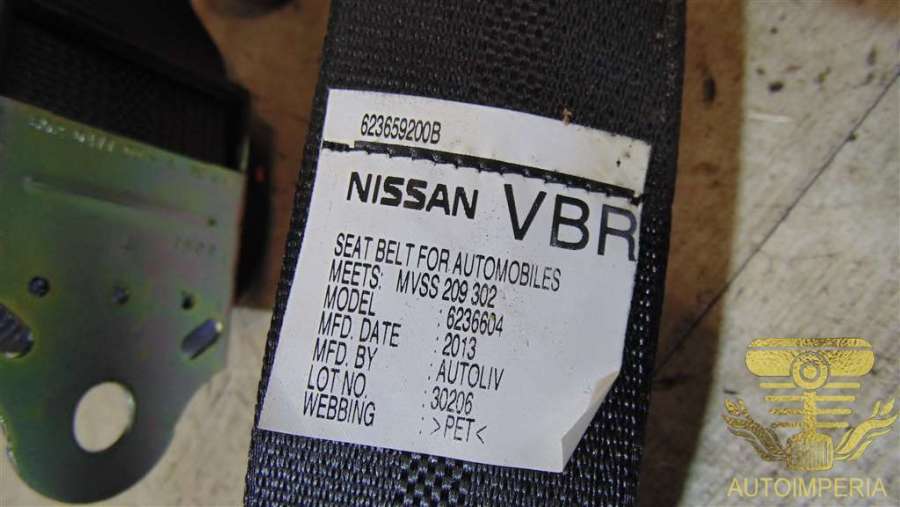 623659200B
NISSAN VBR
SEAT BELT FOR AUTOMOBILES
MEETS: MVSS 209 302
MODEL : 6236604
MFD. DATE : 2013
MFD. BY : AUTOLIV
LOT NO. : 30206
WEBBING : >PET<
AUTOIMPERIA